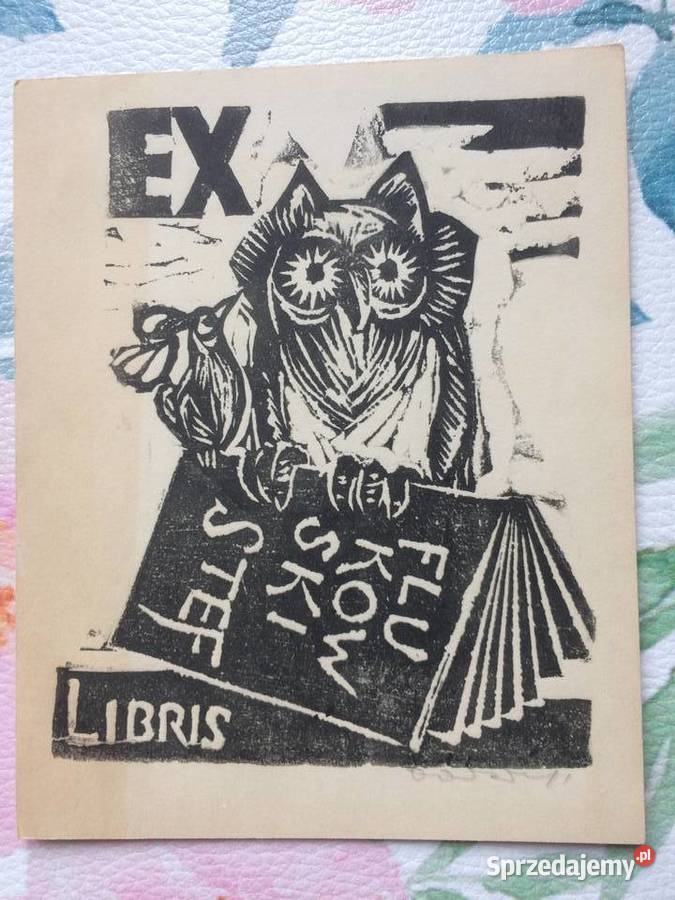 EX
STEF
FLU
KOW
SKI
LIBRIS
Sprzedajemy.pl